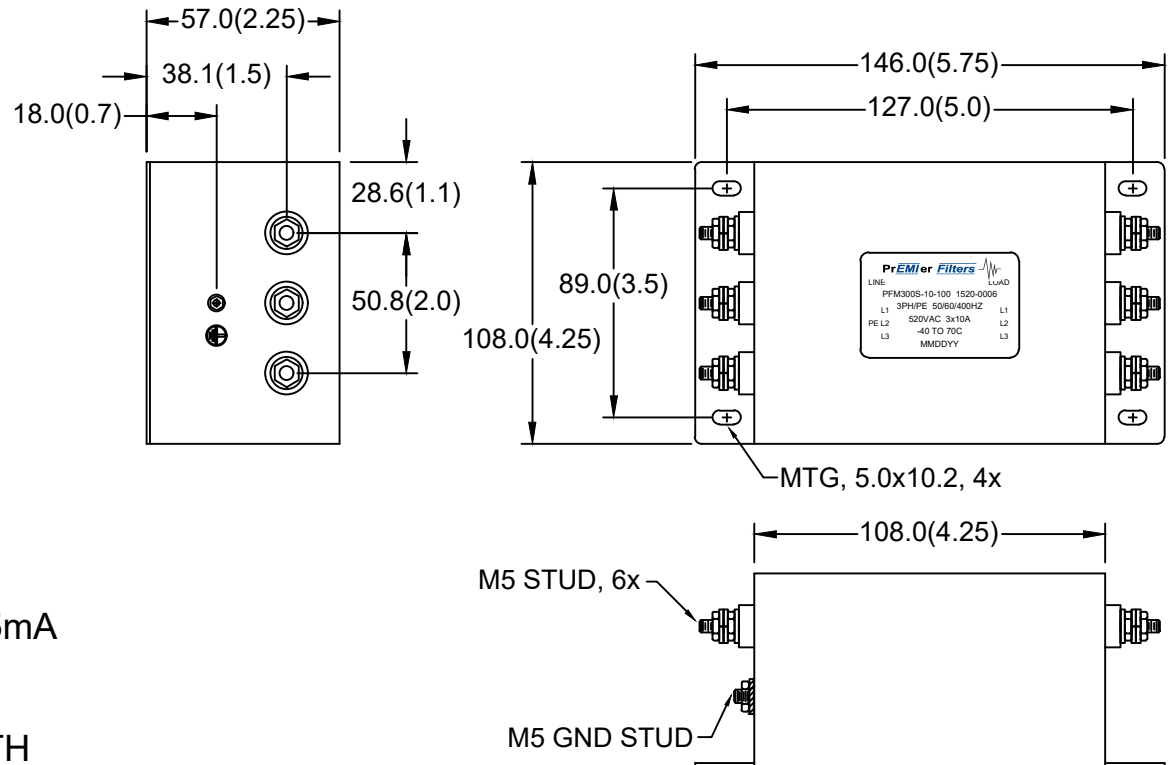 57.0(2.25)
38.1(1.5)
18.0(0.7)
28.6(1.1)
50.8(2.0)
146.0(5.75)
127.0(5.0)
89.0(3.5)
108.0(4.25)
PrEMIer Filters
LINE LOAD
PFM300S-10-100 1520-0006
3PH/PE 50/60/400HZ
L1 L1
520VAC 3x10A
PE L2 L2
-40 TO 70C
L3 L3
MMDDYY
MTG, 5.0x10.2, 4x
108.0(4.25)
M5 STUD, 6x
mA
M5 GND STUD
TH